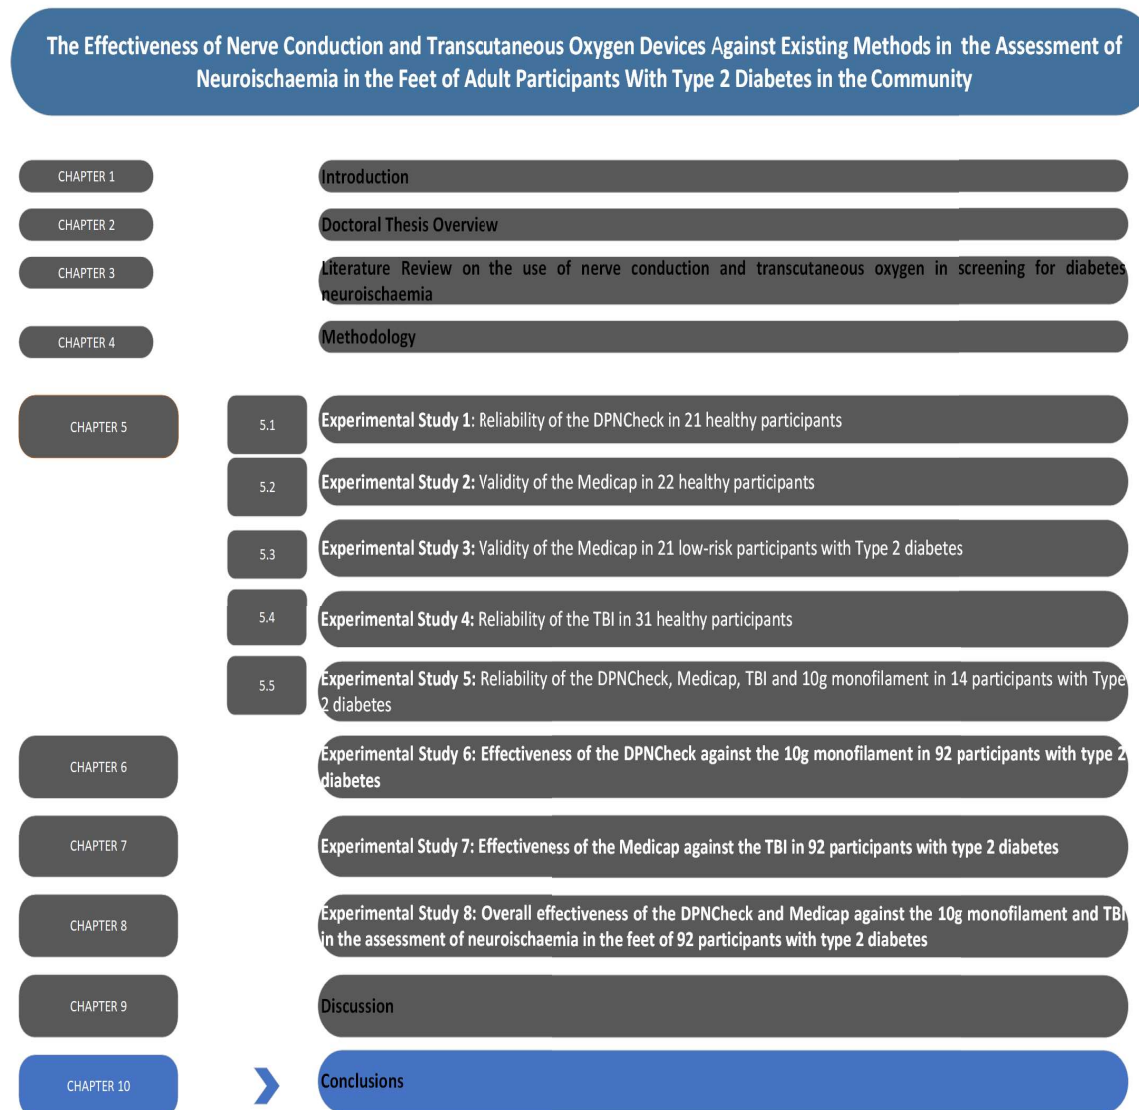 The Effectiveness of Nerve Conduction and Transcutaneous Oxygen Devices Against Existing Methods in the Assessment of
Neuroischaemia in the Feet of Adult Participants With Type 2 Diabetes in the Community
CHAPTER 1
Introduction
CHAPTER 2
Doctoral Thesis Overview
CHAPTER 3
Literature Review on the use of nerve conduction and transcutaneous oxygen in screening for diabetes
neuroischaemia
CHAPTER 4
Methodology
CHAPTER 5
5.1
Experimental Study 1: Reliability of the DPNCheck in 21 healthy participants
5.2
Experimental Study 2: Validity of the Medicap in 22 healthy participants
5.3
Experimental Study 3: Validity of the Medicap in 21 low-risk participants with Type 2 diabetes
5.4
Experimental Study 4: Reliability of the TBI in 31 healthy participants
5.5
Experimental Study 5: Reliability of the DPNCheck, Medicap, TBI and 10g monofilament in 14 participants with Type
2 diabetes
CHAPTER 6
Experimental Study 6: Effectiveness of the DPNCheck against the 10g monofilament in 92 participants with type 2
diabetes
CHAPTER 7
Experimental Study 7: Effectiveness of the Medicap against the TBI in 92 participants with type 2 diabetes
CHAPTER 8
Experimental Study 8: Overall effectiveness of the DPNCheck and Medicap against the 10g monofilament and TBI
in the assessment of neuroischaemia in the feet of 92 participants with type 2 diabetes
CHAPTER 9
Discussion
CHAPTER 10
Conclusions